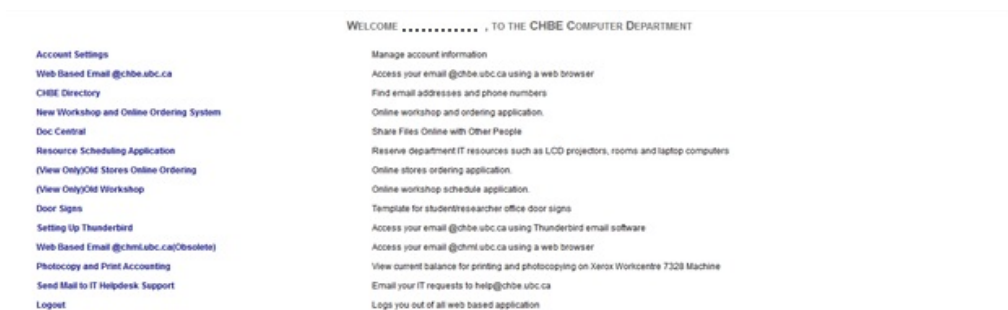 WELCOME ............ , TO THE CHBE COMPUTER DEPARTMENT
Account Settings Manage account information
Web Based Email @chbe.ubc.ca Access your email @chbe.ubc.ca using a web browser
CHBE Directory Find email addresses and phone numbers
New Workshop and Online Ordering System Online workshop and ordering application.
Doc Central Share Files Online with Other People
Resource Scheduling Application Reserve department IT resources such as LCD projectors, rooms and laptop computers
(View Only)Old Stores Online Ordering Online stores ordering application.
(View Only)Old Workshop Online workshop schedule application.
Door Signs Template for student/researcher office door signs
Setting Up Thunderbird Access your email @chbe.ubc.ca using Thunderbird email software
Web Based Email @chml.ubc.ca(Obsolete) Access your email @chml.ubc.ca using a web browser
Photocopy and Print Accounting View current balance for printing and photocopying on Xerox Workcentre 7328 Machine
Send Mail to IT Helpdesk Support Email your IT requests to help@chbe.ubc.ca
Logout Logs you out of all web based application